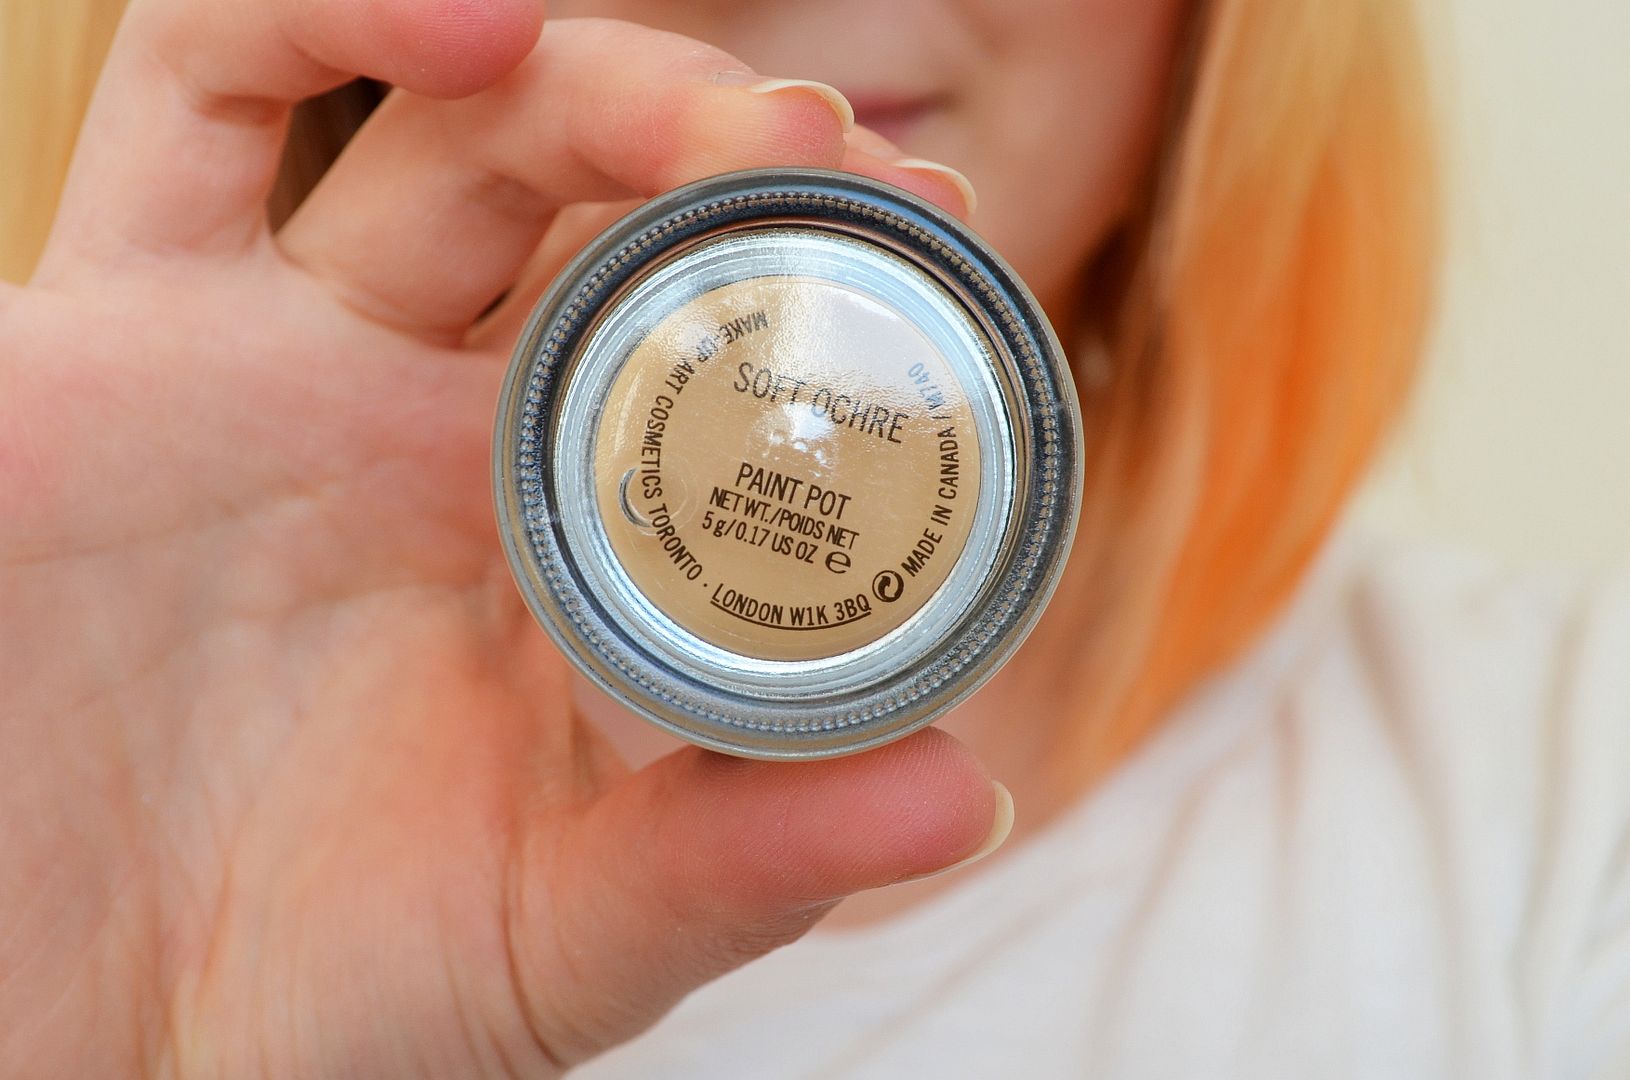 SOFT OCHRE
PAINT POT
NET WT./POIDS NET
5 g/0.17 US OZ e
MAKE-UP ART COSMETICS TORONTO · LONDON W1K 3BQ
MADE IN CANADA /